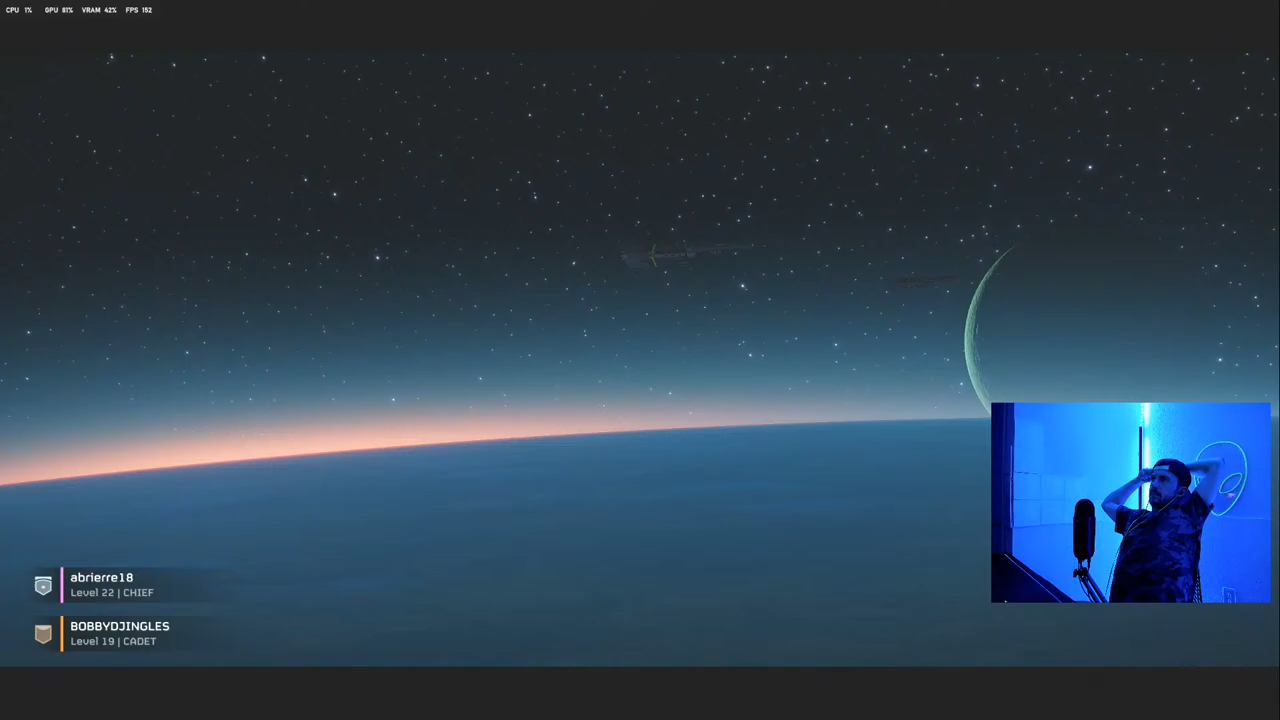 CPU 1% GPU 81% VRAM 42% FPS 152
abrierre18
Level 22 | CHIEF
BOBBYDJINGLES
Level 19 | CADET